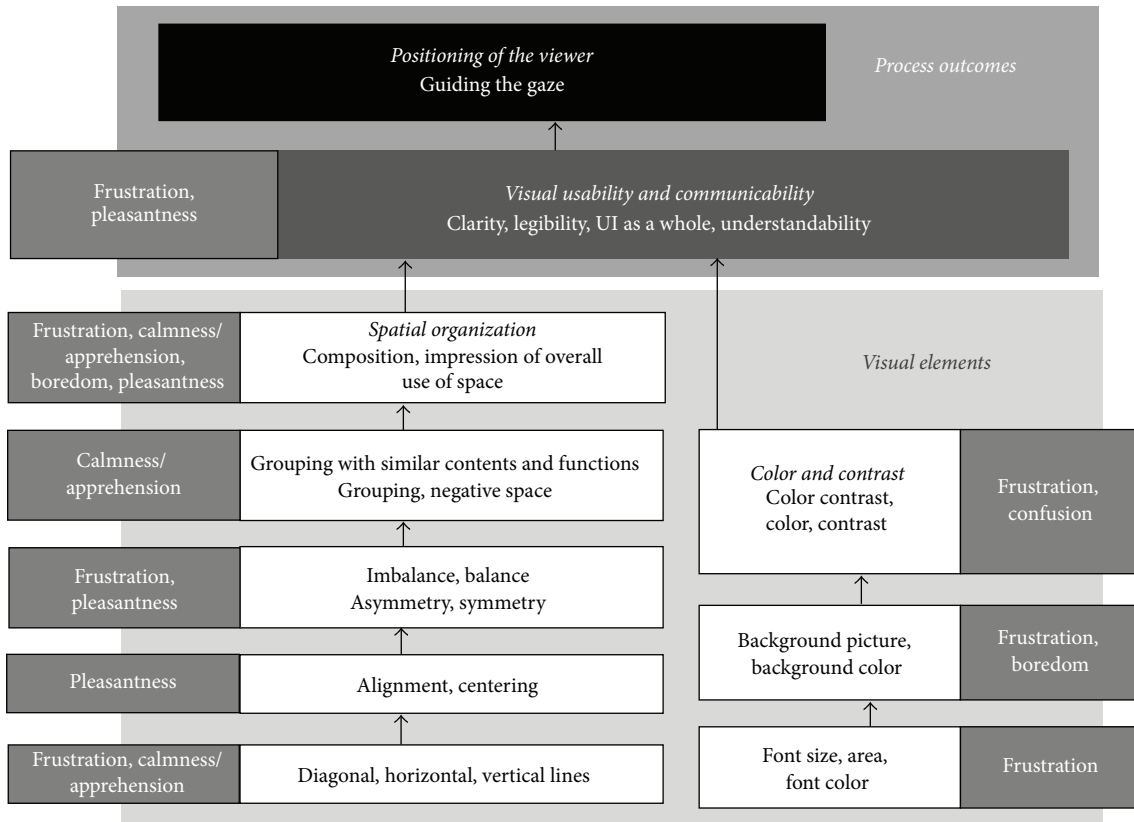 Positioning of the viewer
Guiding the gaze
Process outcomes
Frustration,
pleasantness
Visual usability and communicability
Clarity, legibility, UI as a whole, understandability
Frustration, calmness/
apprehension,
boredom, pleasantness
Spatial organization
Composition, impression of overall
use of space
Visual elements
Calmness/
apprehension
Grouping with similar contents and functions
Grouping, negative space
Color and contrast
Color contrast,
color, contrast
Frustration,
confusion
Frustration,
pleasantness
Imbalance, balance
Asymmetry, symmetry
Background picture,
background color
Frustration,
boredom
Pleasantness
Alignment, centering
Frustration, calmness/
apprehension
Diagonal, horizontal, vertical lines
Font size, area,
font color
Frustration